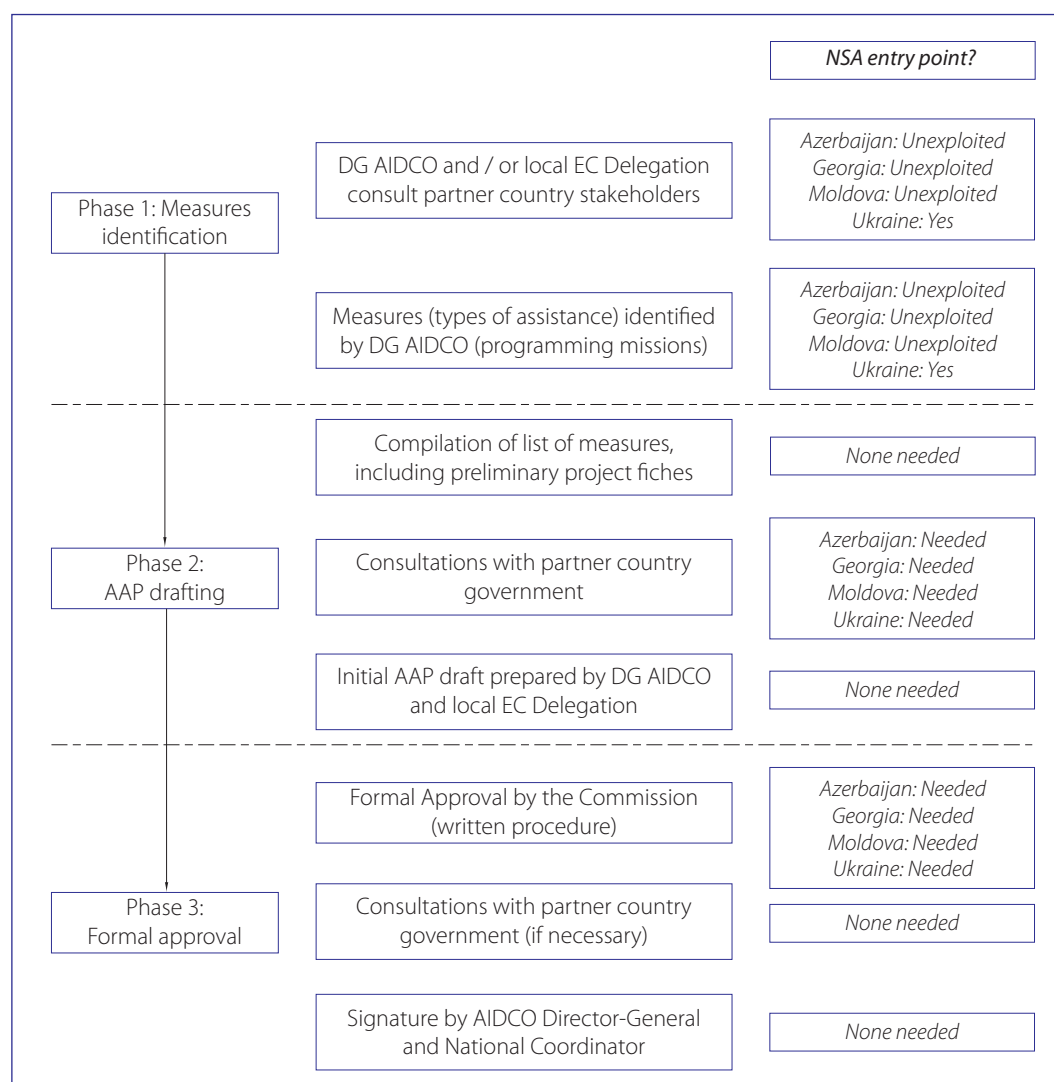 NSA entry point?
DG AIDCO and / or local EC Delegation
consult partner country stakeholders
Azerbaijan: Unexploited
Georgia: Unexploited
Moldova: Unexploited
Ukraine: Yes
Phase 1: Measures
identification
Measures (types of assistance) identified
by DG AIDCO (programming missions)
Azerbaijan: Unexploited
Georgia: Unexploited
Moldova: Unexploited
Ukraine: Yes
Compilation of list of measures,
including preliminary project fiches
None needed
Phase 2:
AAP drafting
Consultations with partner country
government
Azerbaijan: Needed
Georgia: Needed
Moldova: Needed
Ukraine: Needed
Initial AAP draft prepared by DG AIDCO
and local EC Delegation
None needed
Formal Approval by the Commission
(written procedure)
Azerbaijan: Needed
Georgia: Needed
Moldova: Needed
Ukraine: Needed
Phase 3:
Formal approval
Consultations with partner country
government (if necessary)
None needed
Signature by AIDCO Director-General
and National Coordinator
None needed